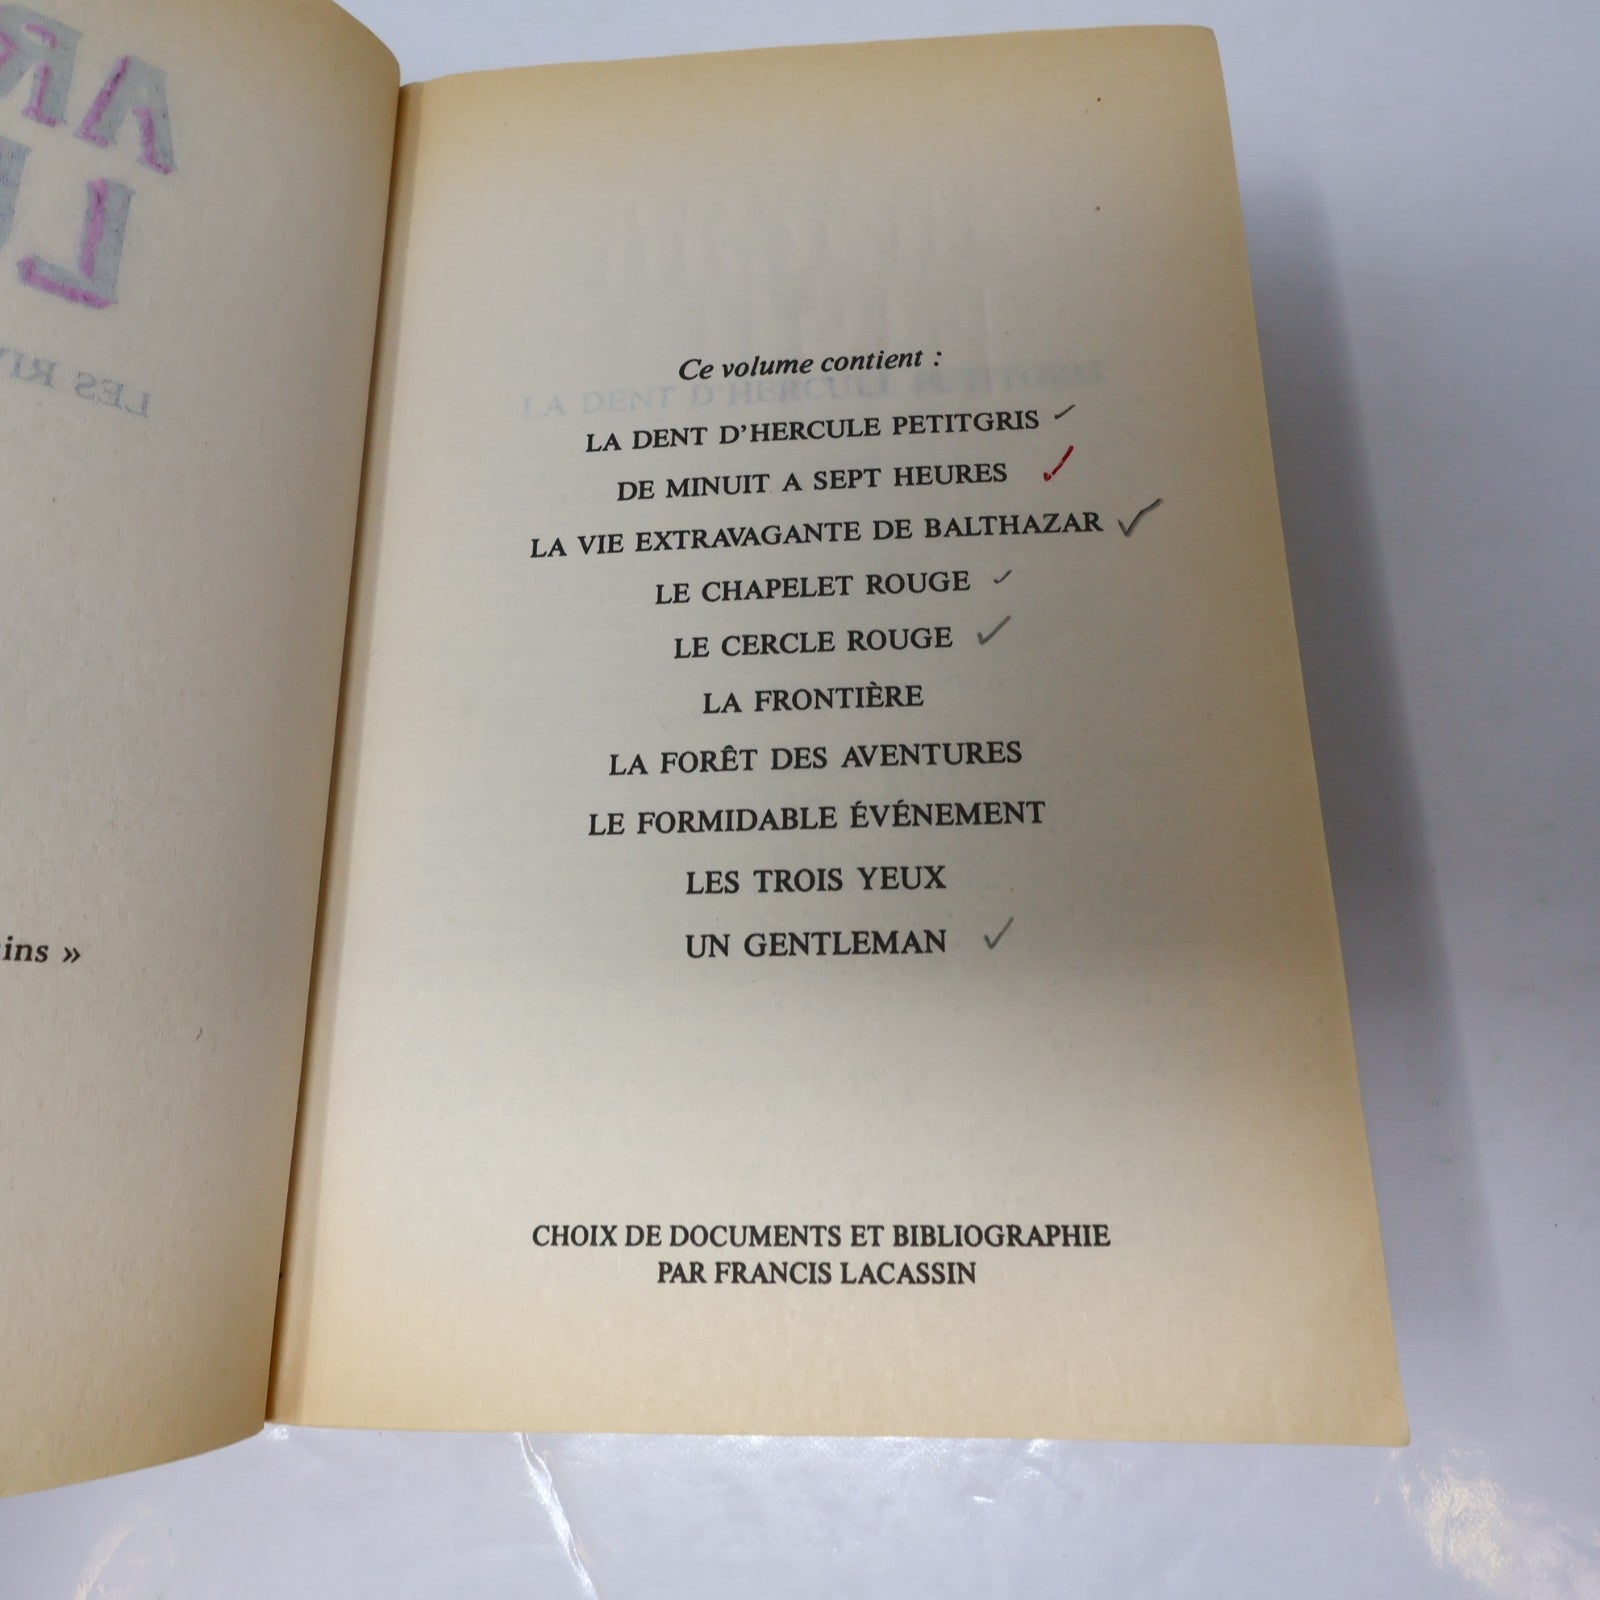 ins »
Ce volume contient :
LA DENT D'HERCULE PETITGRIS
DE MINUIT A SEPT HEURES
LA VIE EXTRAVAGANTE DE BALTHAZAR
LE CHAPELET ROUGE
LE CERCLE ROUGE
LA FRONTIÈRE
LA FORÊT DES AVENTURES
LE FORMIDABLE ÉVÉNEMENT
LES TROIS YEUX
UN GENTLEMAN
CHOIX DE DOCUMENTS ET BIBLIOGRAPHIE
PAR FRANCIS LACASSIN